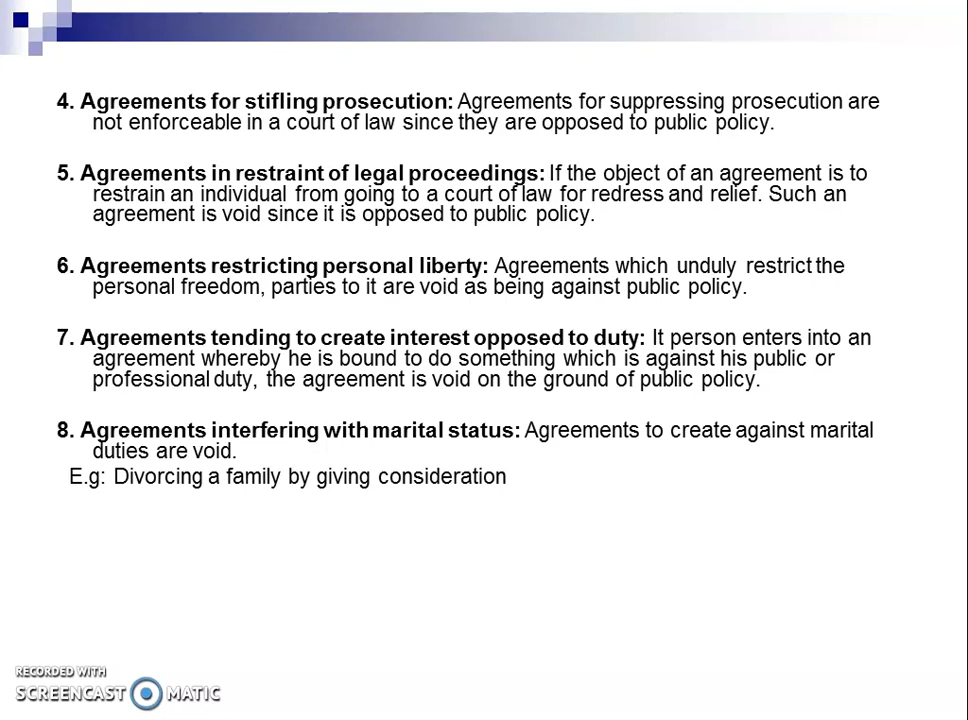 4. Agreements for stifling prosecution: Agreements for suppressing prosecution are
not enforceable in a court of law since they are opposed to public policy.
5. Agreements in restraint of legal proceedings: If the object of an agreement is to
restrain an individual from going to a court of law for redress and relief. Such an
agreement is void since it is opposed to public policy.
6. Agreements restricting personal liberty: Agreements which unduly restrict the
personal freedom, parties to it are void as being against public policy.
7. Agreements tending to create interest opposed to duty: It person enters into an
agreement whereby he is bound to do something which is against his public or
professional duty, the agreement is void on the ground of public policy.
8. Agreements interfering with marital status: Agreements to create against marital
duties are void.
E.g: Divorcing a family by giving consideration
RECORDED WITH
SCREENCAST MATIC